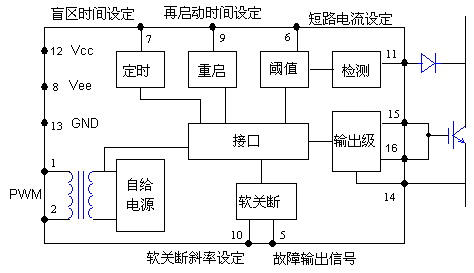 盲区时间设定
再启动时间设定
短路电流设定
7
9
6
11
12 Vcc
定时
重启
阈值
检测
8 Vee
13 GND
接口
输出级
15
16
1
PWM
2
自给
电源
软关断
14
10
5
软关断斜率设定
故障输出信号